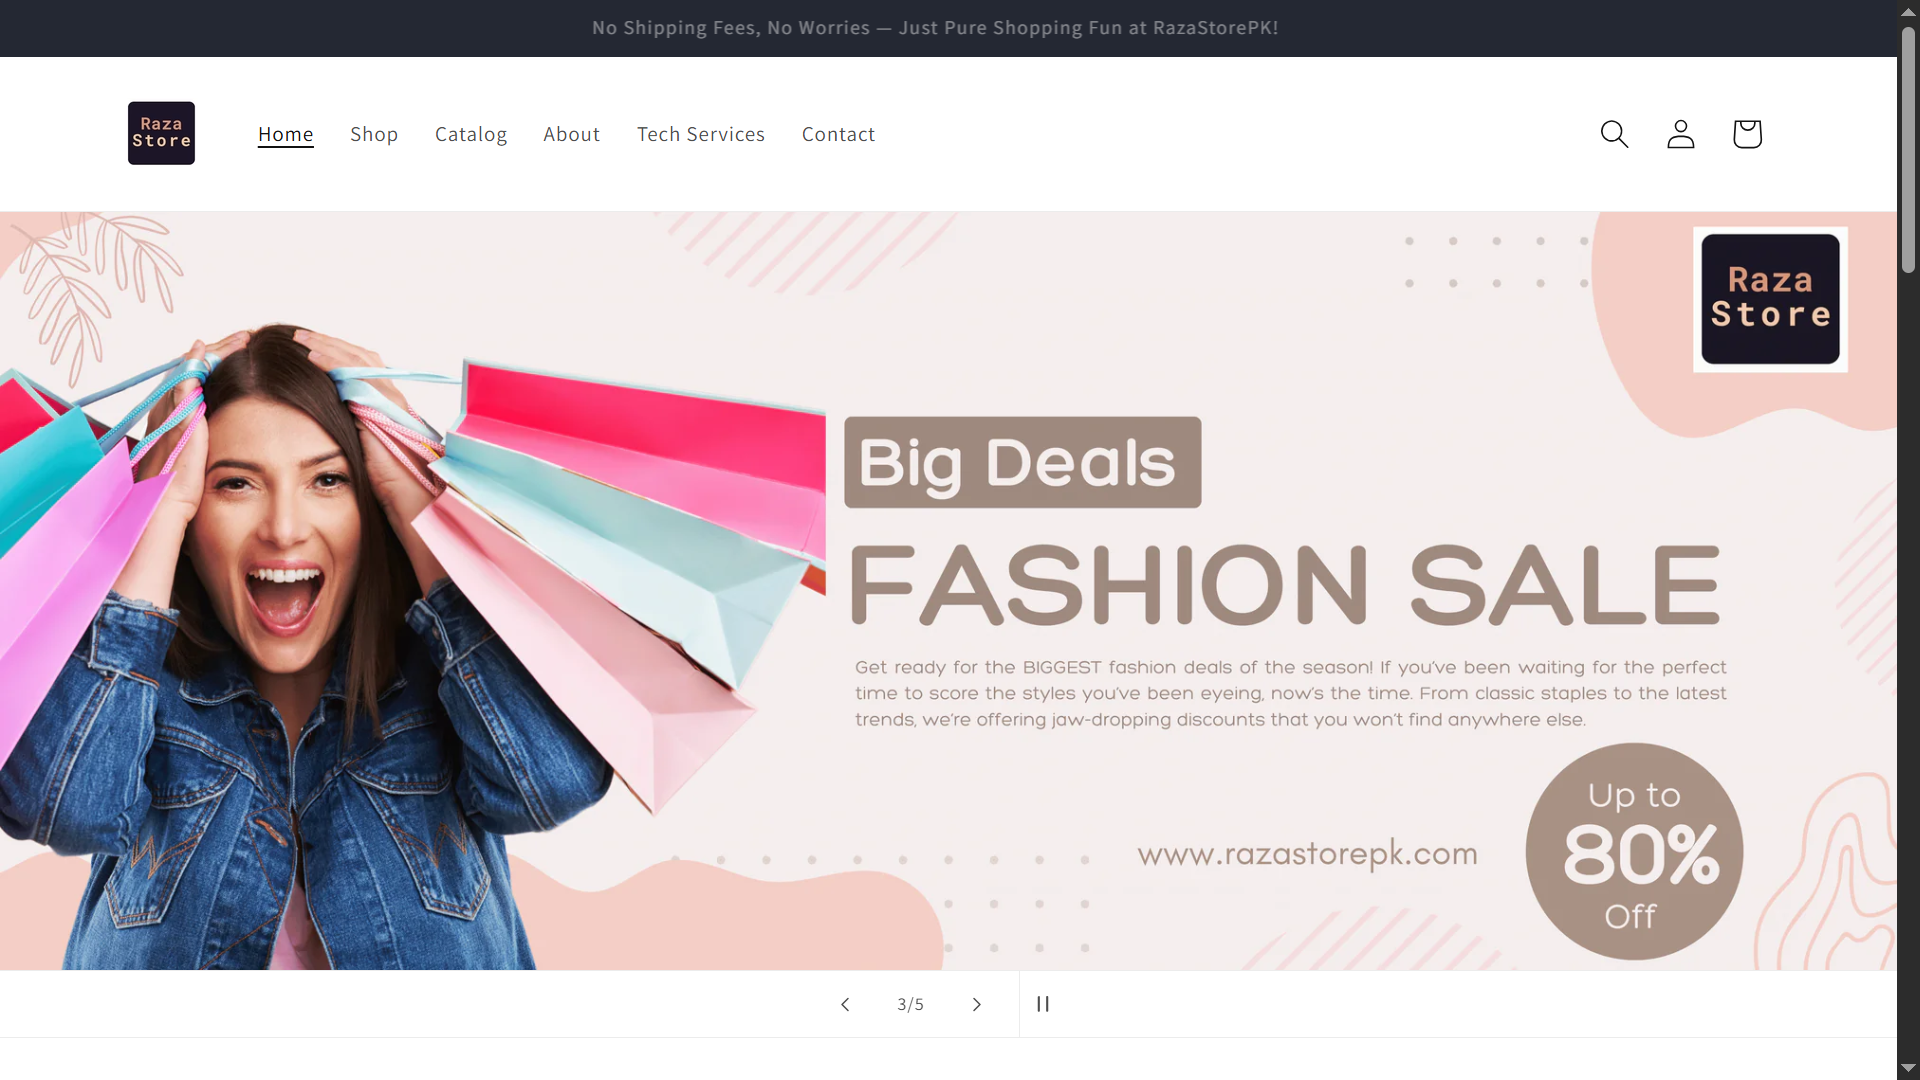 No Shipping Fees, No Worries — Just Pure Shopping Fun at RazaStorePK!
Raza
Store
Home
Shop
Catalog
About
Tech Services
Contact
Raza
Store
Big Deals
FASHION SALE
Get ready for the BIGGEST fashion deals of the season! If you've been waiting for the perfect
time to score the styles you've been eyeing, now's the time. From classic staples to the latest
trends, we're offering jaw-dropping discounts that you won't find anywhere else.
www.razastorepk.com
Up to
80%
Off
3/5